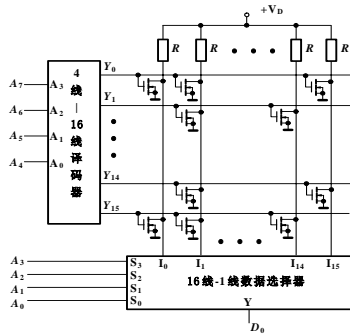 +V_D
R R R R
4线—16线译码器
A_7 A_3 Y_0
A_6 A_2 Y_1
A_5 A_1
A_4 A_0
Y_14
Y_15
I_0 I_1 I_14 I_15
A_3 S_3
A_2 S_2
A_1 S_1
A_0 S_0
16线-1线数据选择器
Y
D_0